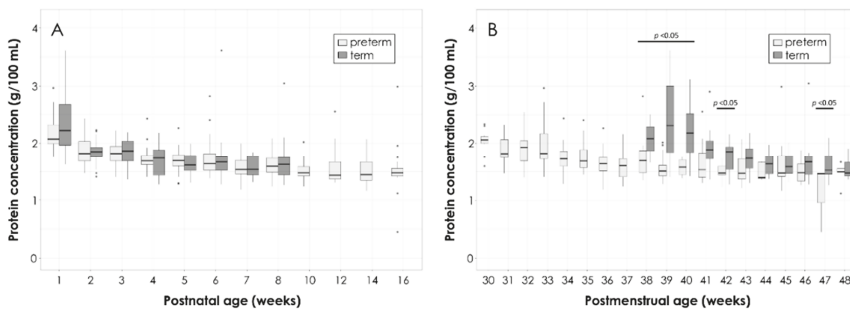 A
preterm
term
Protein concentration (g/100 mL)
4
3
2
1
0
1 2 3 4 5 6 7 8 10 12 14 16
Postnatal age (weeks)
B
p <0.05
preterm
term
p <0.05
p <0.05
Protein concentration (g/100 mL)
4
3
2
1
0
30 31 32 33 34 35 36 37 38 39 40 41 42 43 44 45 46 47 48
Postmenstrual age (weeks)